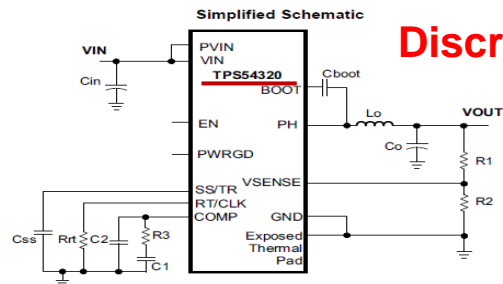 Simplified Schematic
Discr
VIN
PVIN
VIN
TPS54320
Cboot
Cin
BOOT
Lo
VOUT
EN
PH
Co
R1
PWRGD
VSENSE
R2
SS/TR
RT/CLK
COMP
GND
Css
Rrt
C2
R3
C1
Exposed
Thermal
Pad